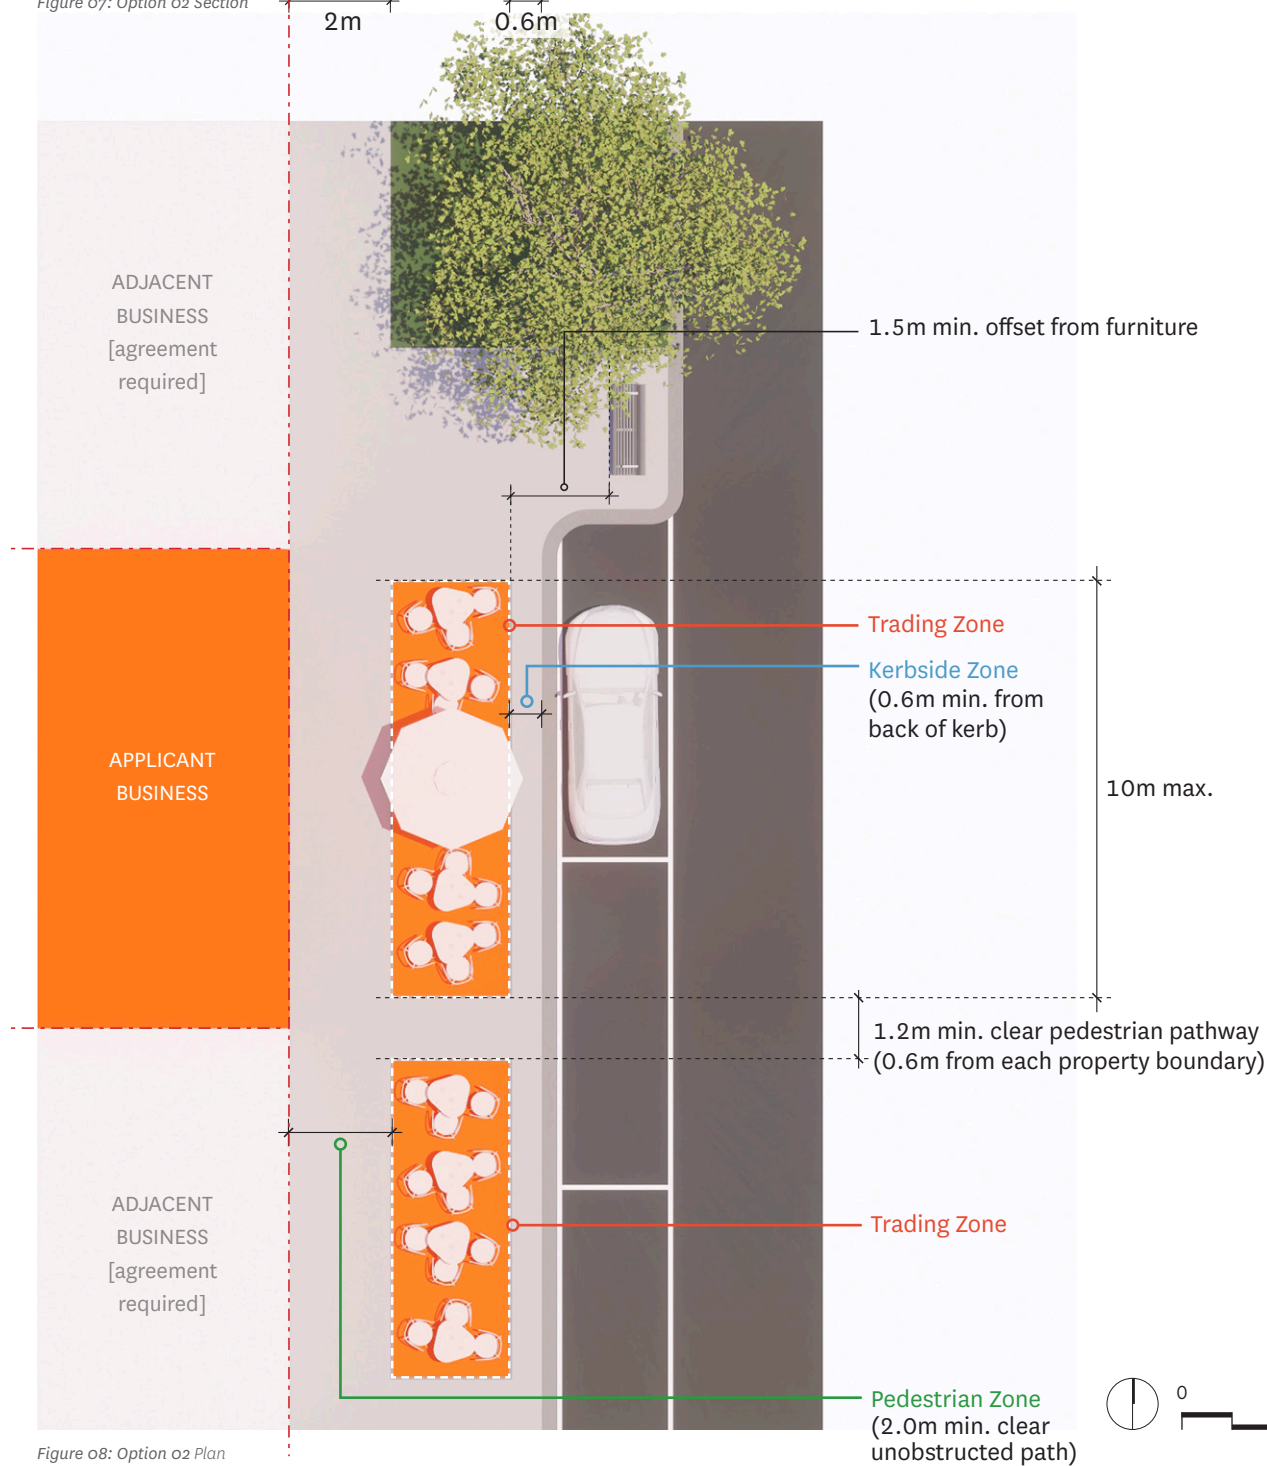 Figure 07: Option 02 Section
2m
0.6m
ADJACENT
BUSINESS
[agreement
required]
1.5m min. offset from furniture
Trading Zone
Kerbside Zone
(0.6m min. from
back of kerb)
APPLICANT
BUSINESS
10m max.
1.2m min. clear pedestrian pathway
(0.6m from each property boundary)
ADJACENT
BUSINESS
[agreement
required]
Trading Zone
Pedestrian Zone
(2.0m min. clear
unobstructed path)
0
Figure 08: Option 02 Plan